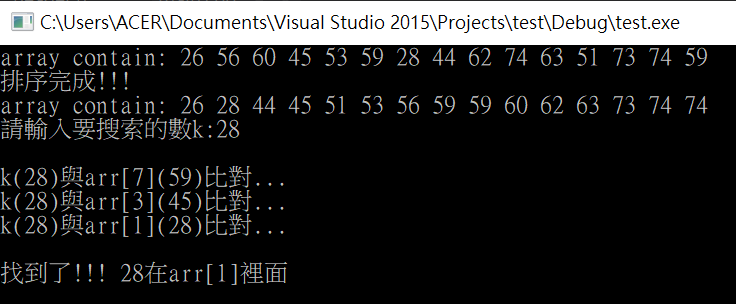 C:\Users\ACER\Documents\Visual Studio 2015\Projects\test\Debug\test.exe
array contain: 26 56 60 45 53 59 28 44 62 74 63 51 73 74 59
排序完成!!!
array contain: 26 28 44 45 51 53 56 59 59 60 62 63 73 74 74
請輸入要搜索的數k:28
k(28)與arr[7](59)比對...
k(28)與arr[3](45)比對...
k(28)與arr[1](28)比對...
找到了!!! 28在arr[1]裡面